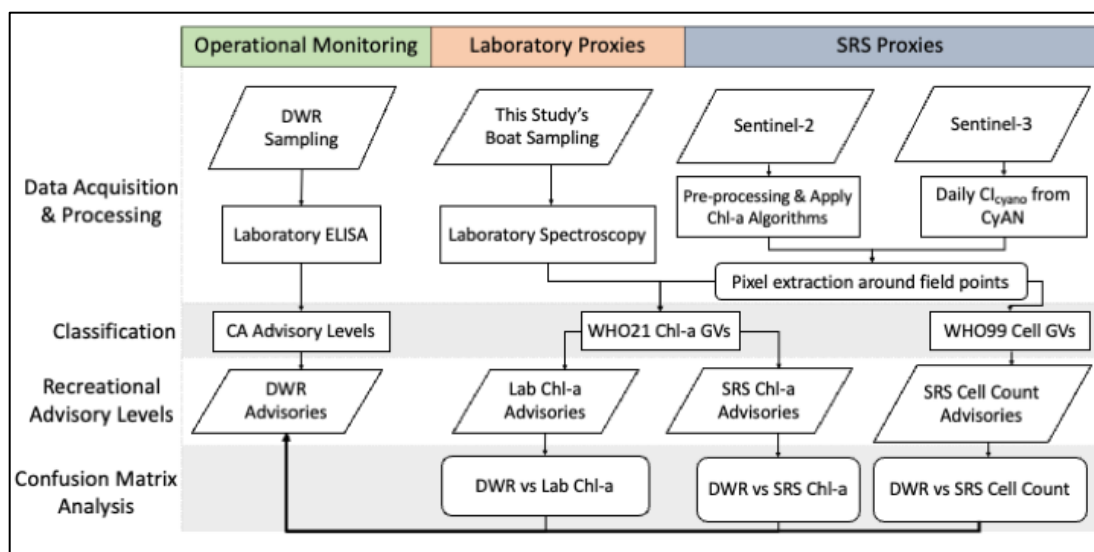 Operational Monitoring
Laboratory Proxies
SRS Proxies
Data Acquisition
& Processing
DWR
Sampling
This Study's
Boat Sampling
Sentinel-2
Sentinel-3
Laboratory ELISA
Laboratory Spectroscopy
Pre-processing & Apply
Chl-a Algorithms
Daily CIcyano from
CyAN
Pixel extraction around field points
Classification
CA Advisory Levels
WHO21 Chl-a GVs
WHO99 Cell GVs
Recreational
Advisory Levels
DWR
Advisories
Lab Chl-a
Advisories
SRS Chl-a
Advisories
SRS Cell Count
Advisories
Confusion Matrix
Analysis
DWR vs Lab Chl-a
DWR vs SRS Chl-a
DWR vs SRS Cell Count